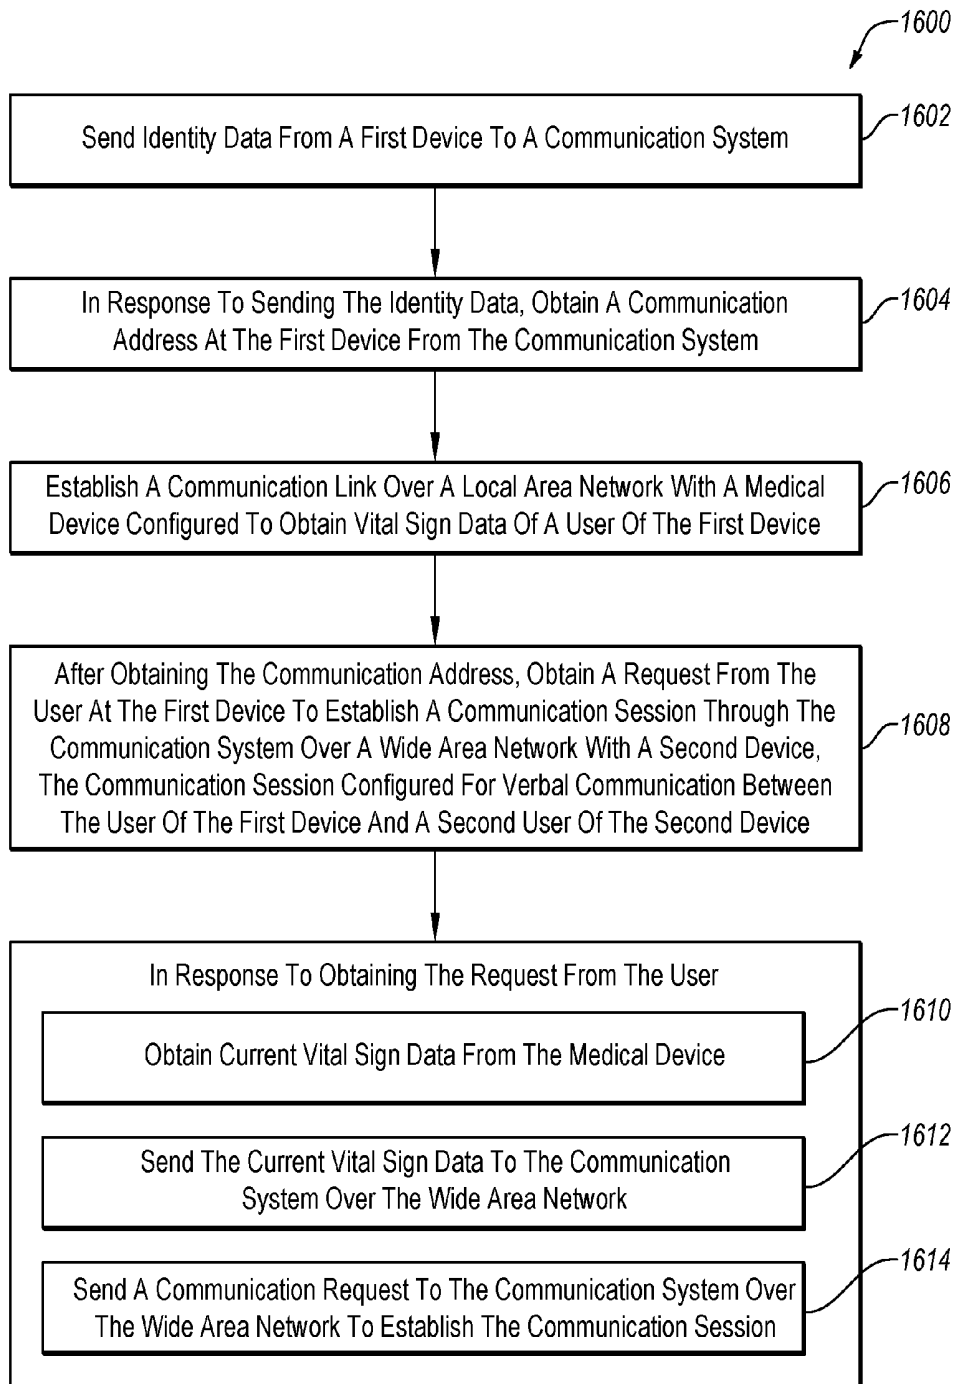 1600
Send Identity Data From A First Device To A Communication System
1602
In Response To Sending The Identity Data, Obtain A Communication
Address At The First Device From The Communication System
1604
Establish A Communication Link Over A Local Area Network With A Medical
Device Configured To Obtain Vital Sign Data Of A User Of The First Device
1606
After Obtaining The Communication Address, Obtain A Request From The
User At The First Device To Establish A Communication Session Through The
Communication System Over A Wide Area Network With A Second Device,
The Communication Session Configured For Verbal Communication Between
The User Of The First Device And A Second User Of The Second Device
1608
In Response To Obtaining The Request From The User
Obtain Current Vital Sign Data From The Medical Device
1610
Send The Current Vital Sign Data To The Communication
System Over The Wide Area Network
1612
Send A Communication Request To The Communication System Over
The Wide Area Network To Establish The Communication Session
1614